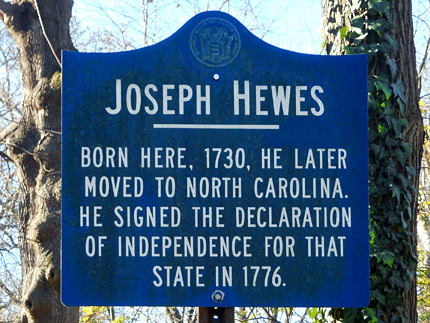 JOSEPH HEWES
BORN HERE, 1730, HE LATER
MOVED TO NORTH CAROLINA.
HE SIGNED THE DECLARATION
OF INDEPENDENCE FOR THAT
STATE IN 1776.